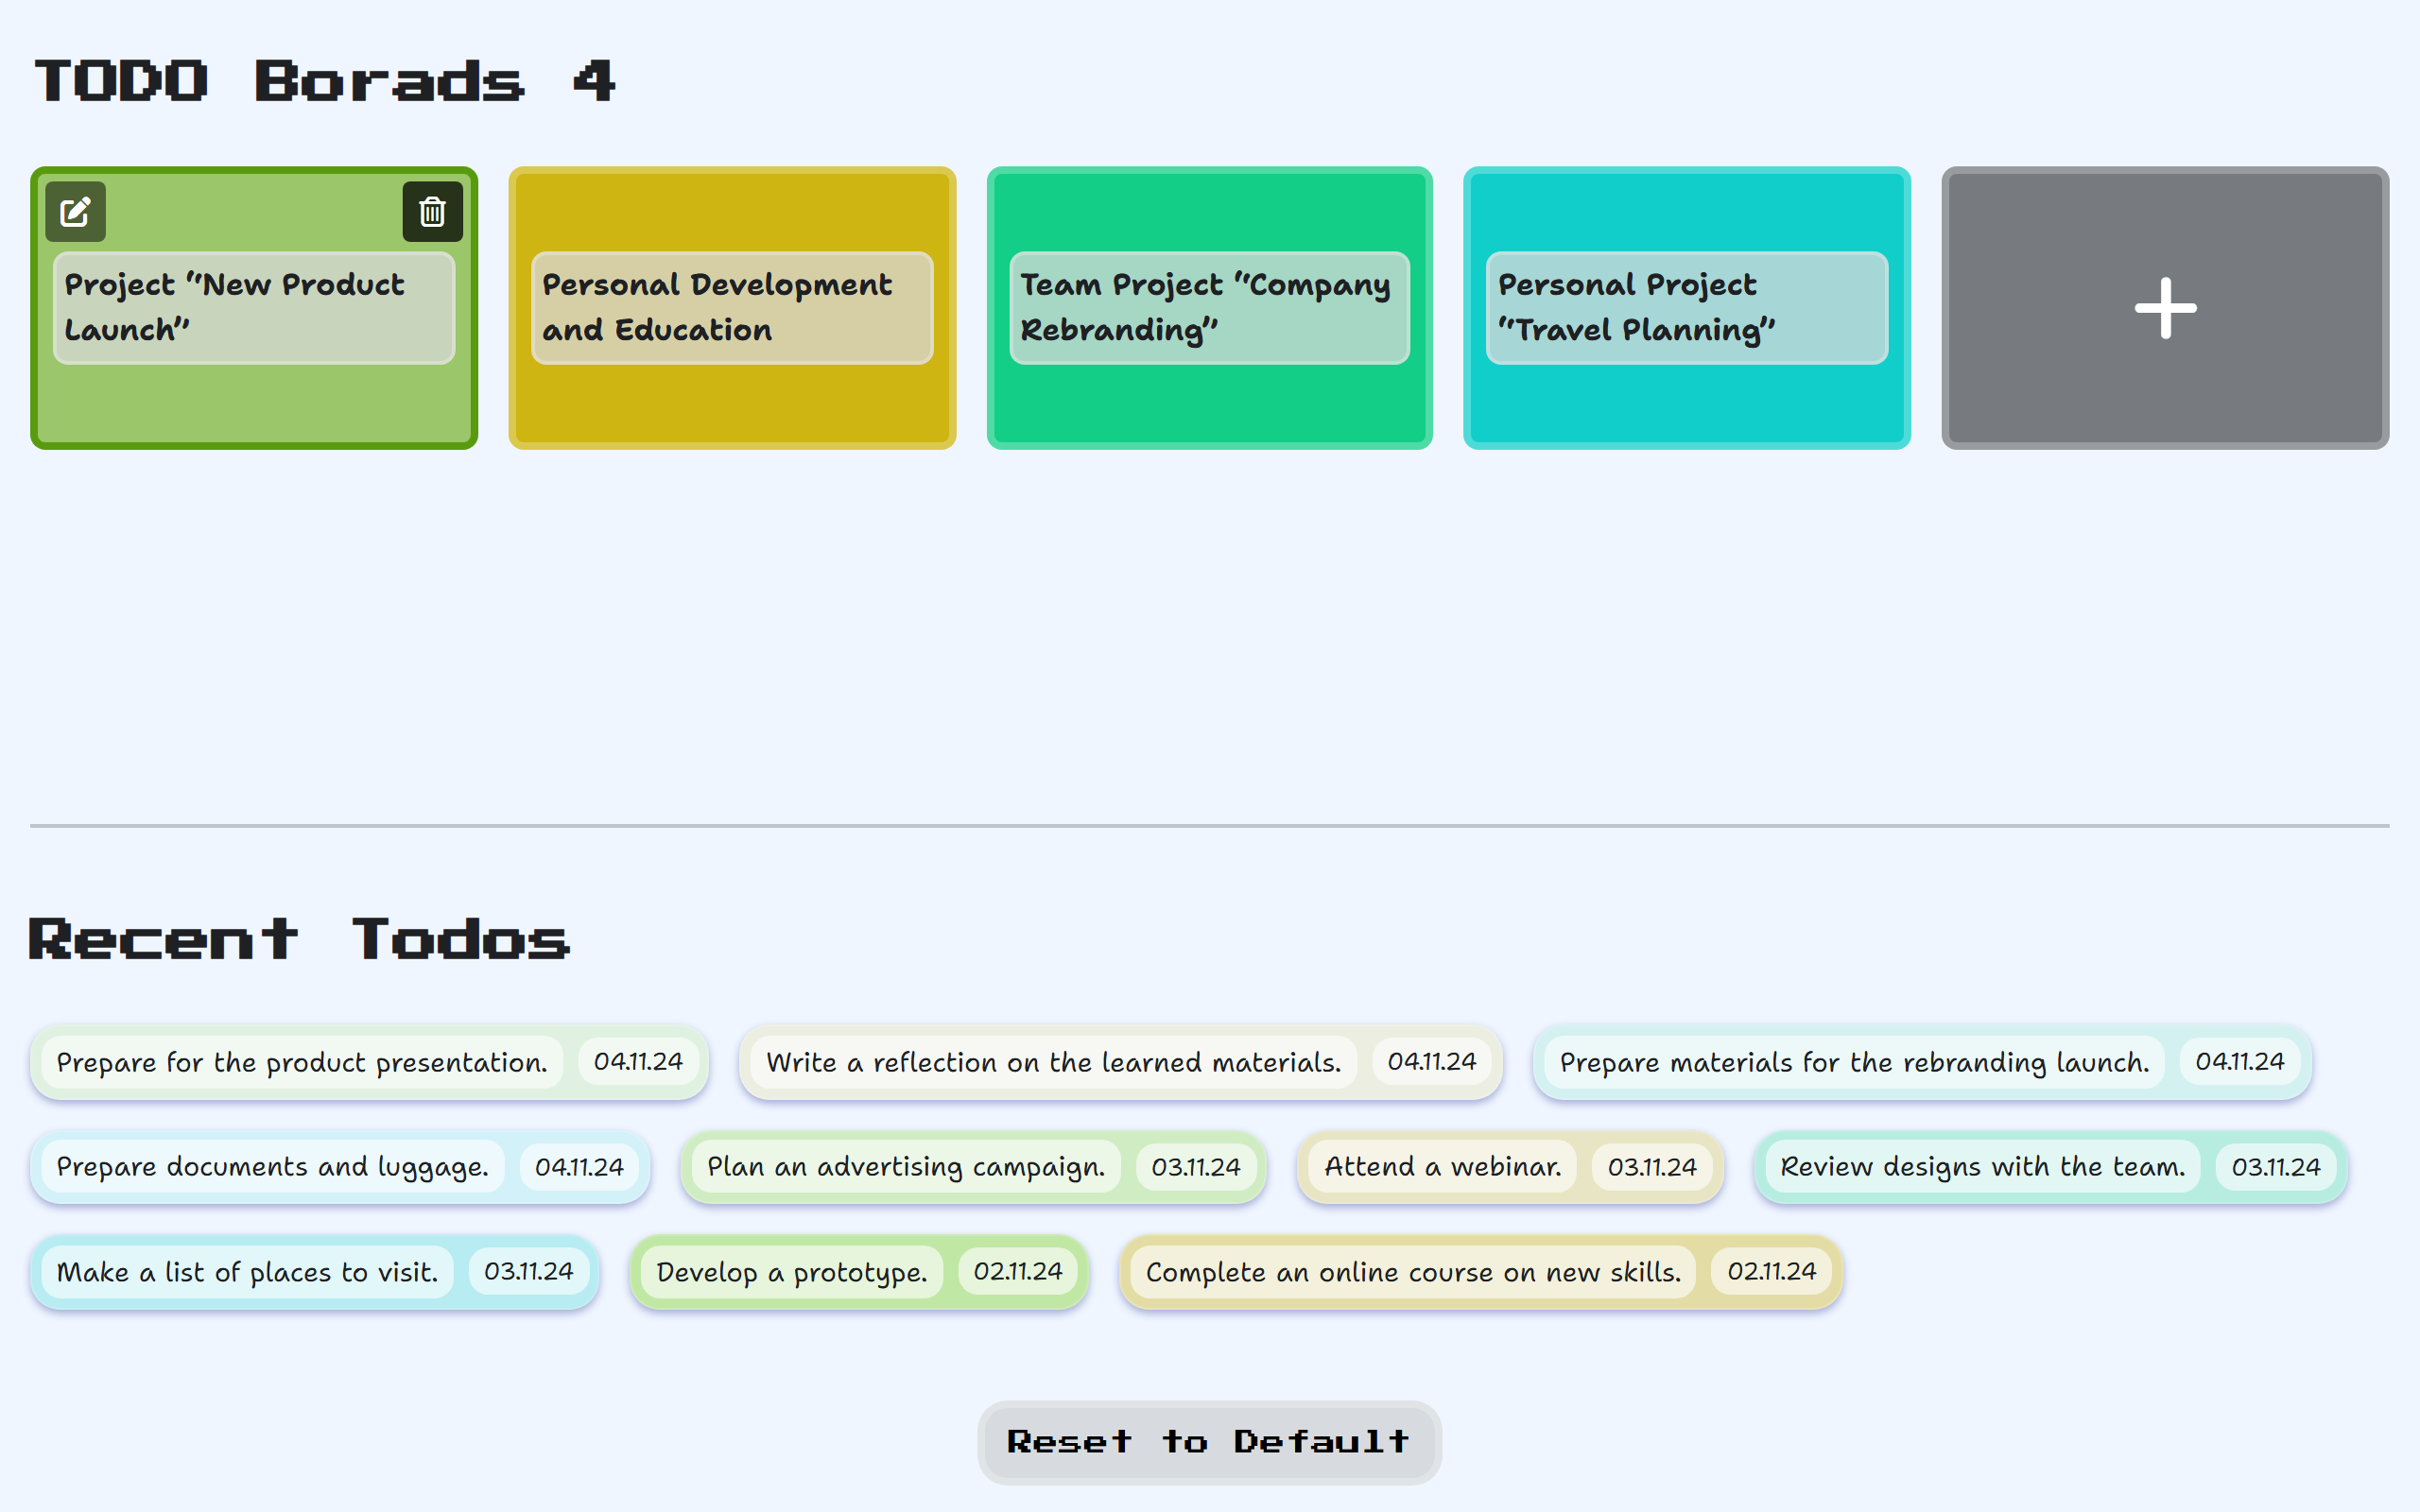 TODO Borads 4
Project “New Product
Launch”
Personal Development
and Education
Team Project “Company
Rebranding”
Personal Project
“Travel Planning”
Recent Todos
Prepare for the product presentation. 04.11.24
Write a reflection on the learned materials. 04.11.24
Prepare materials for the rebranding launch. 04.11.24
Prepare documents and luggage. 04.11.24
Plan an advertising campaign. 03.11.24
Attend a webinar. 03.11.24
Review designs with the team. 03.11.24
Make a list of places to visit. 03.11.24
Develop a prototype. 02.11.24
Complete an online course on new skills. 02.11.24
Reset to Default